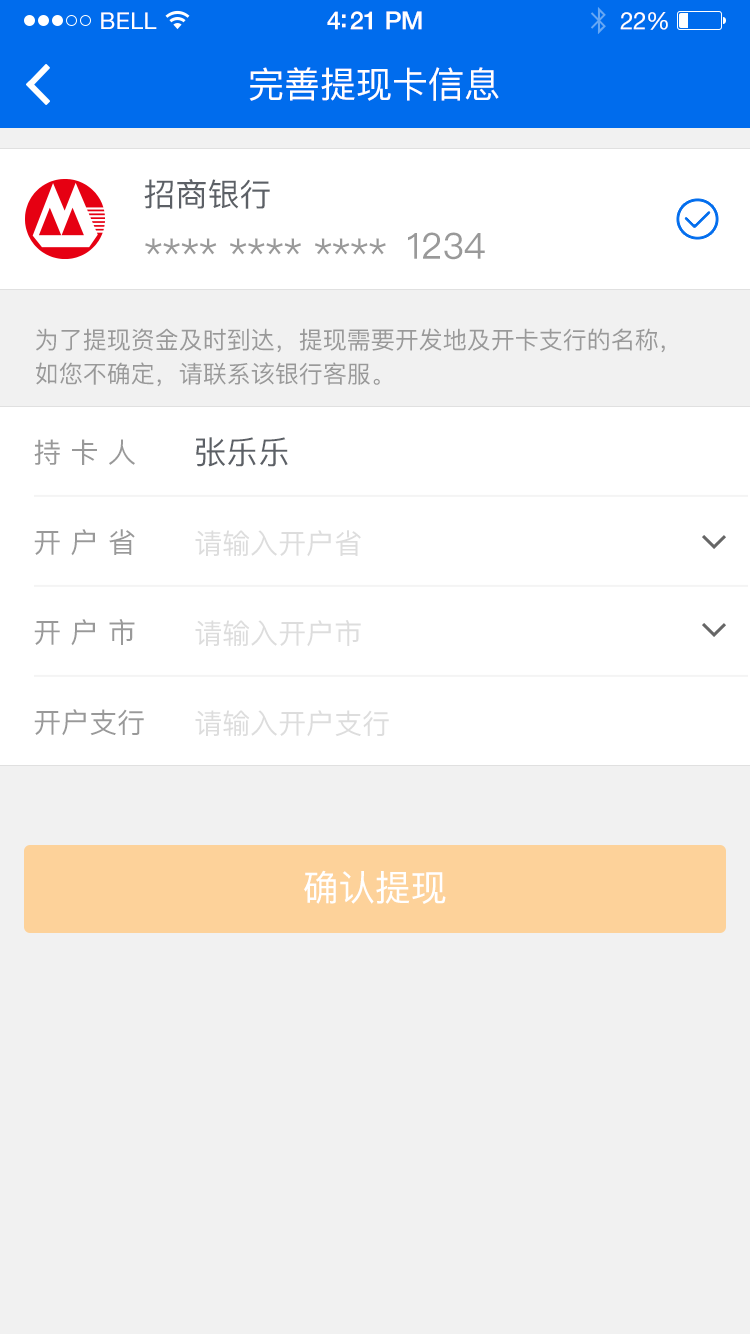 BELL 4:21 PM 22%
完善提现卡信息
招商银行
**** **** **** 1234
为了提现资金及时到达，提现需要开发地及开卡支行的名称，
如您不确定，请联系该银行客服。
持卡人 张乐乐
开户省 请输入开户省
开户市 请输入开户市
开户支行 请输入开户支行
确认提现